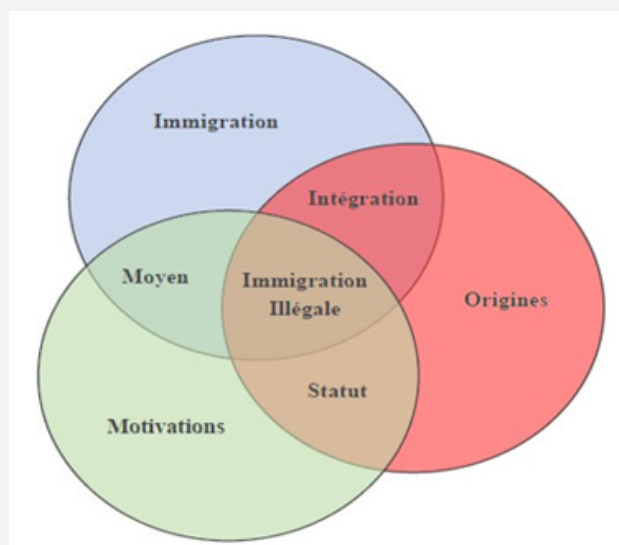 Immigration
Intégration
Moyen
Immigration
Illégale
Origines
Statut
Motivations